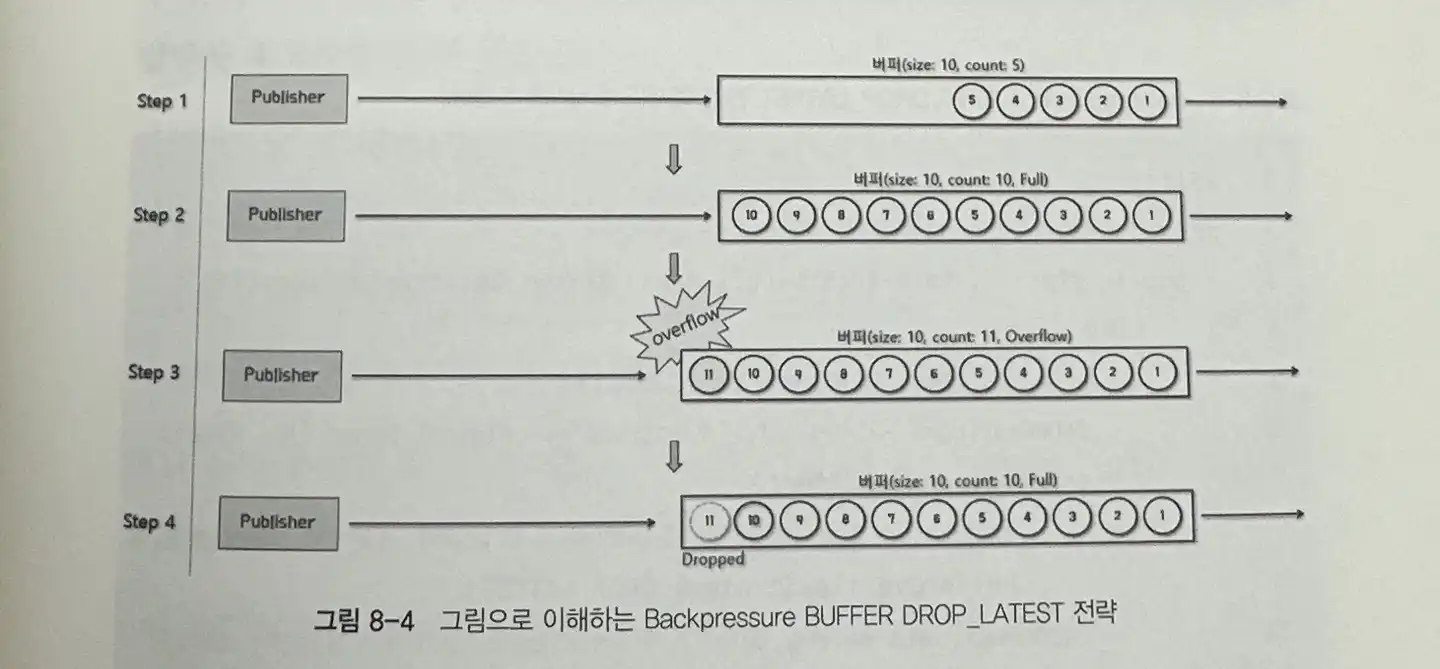 버퍼(size: 10, count: 5)
Step 1 Publisher 5 4 3 2 1
버퍼(size: 10, count: 10, Full)
Step 2 Publisher 10 9 8 7 6 5 4 3 2 1
overflow
버퍼(size: 10, count: 11, Overflow)
Step 3 Publisher 11 10 9 8 7 6 5 4 3 2 1
버퍼(size: 10, count: 10, Full)
Step 4 Publisher 11 10 9 8 7 6 5 4 3 2 1
Dropped
그림 8-4 그림으로 이해하는 Backpressure BUFFER DROP_LATEST 전략